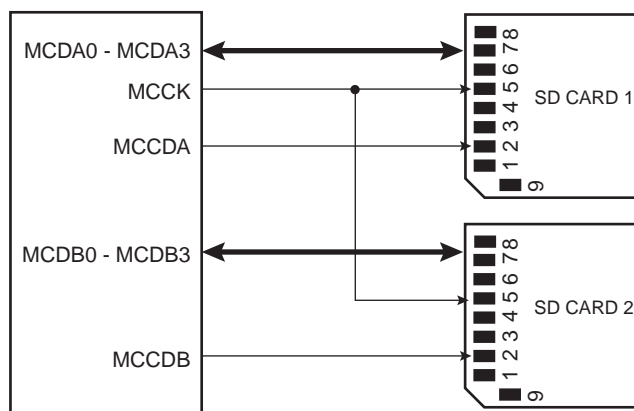 MCDA0 - MCDA3
MCCK
MCCDA
MCDB0 - MCDB3
MCCDB
1 2 3 4 5 6 7 8
9
SD CARD 1
1 2 3 4 5 6 7 8
9
SD CARD 2